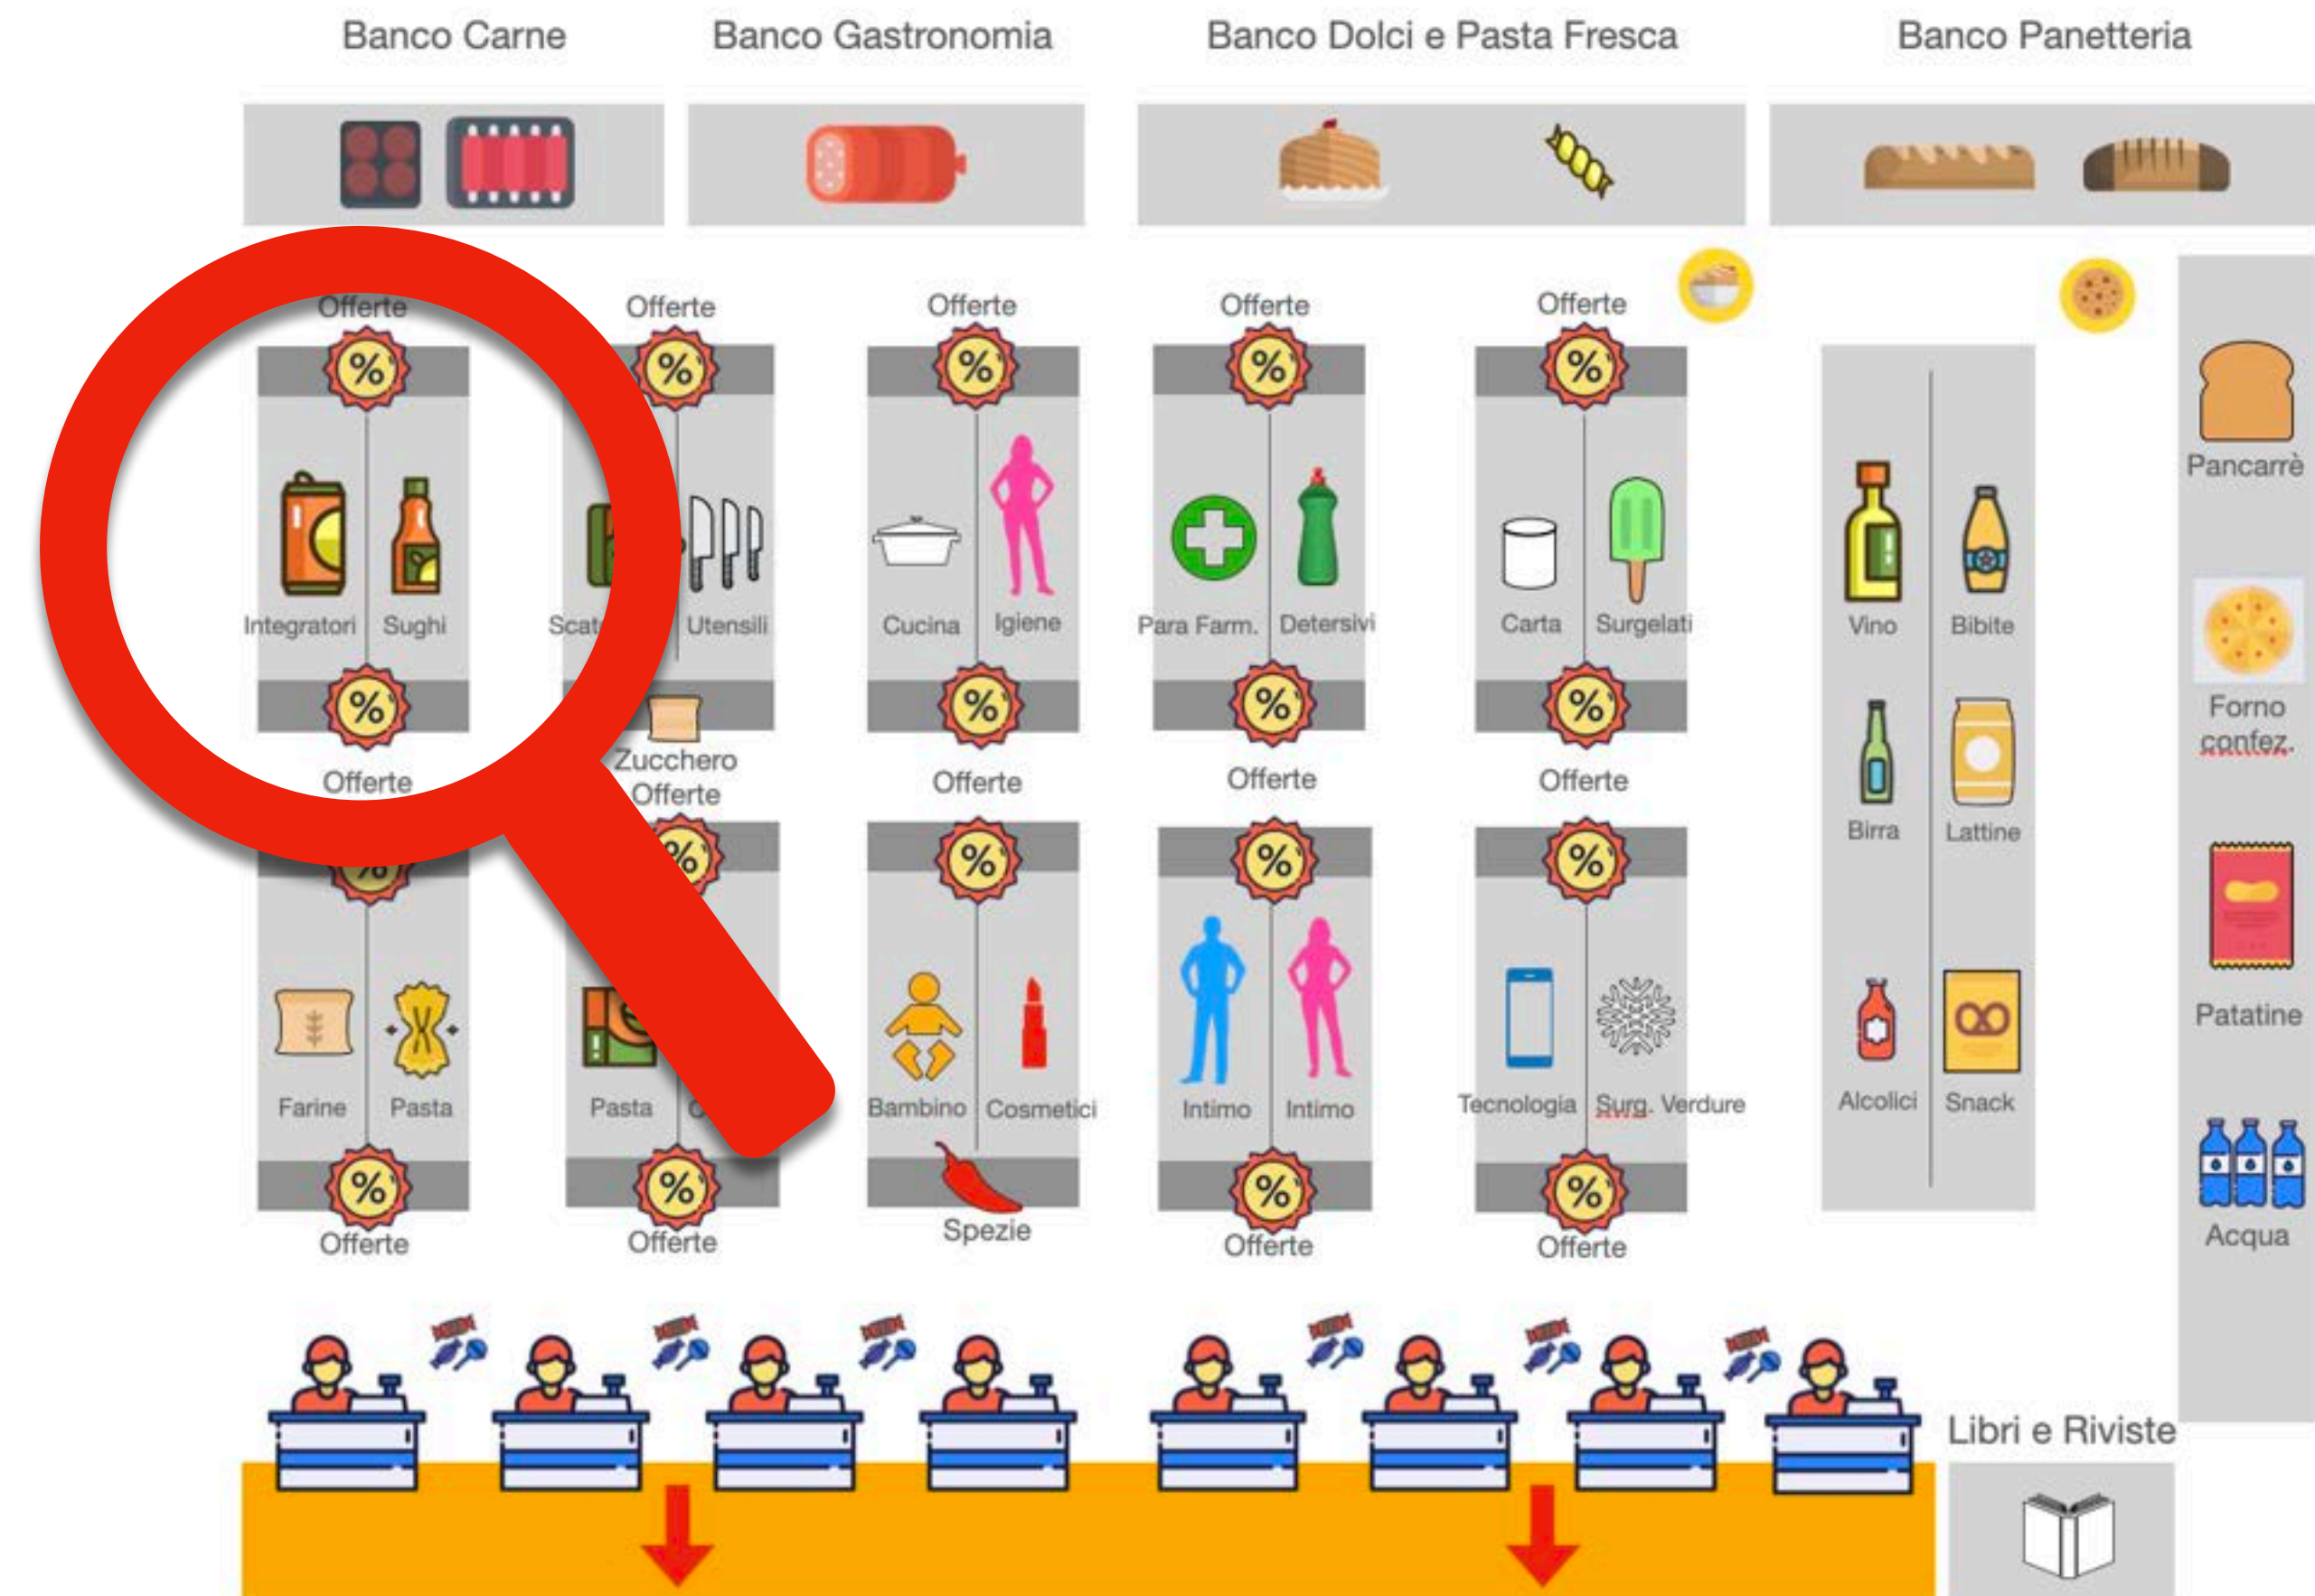 Banco Carne
Banco Gastronomia
Banco Dolci e Pasta Fresca
Banco Panetteria
Offerte
Offerte
Offerte
Offerte
Offerte
%
%
%
%
%
Pancarrè
Integratori
Sughi
Utensili
Cucina
Igiene
Para Farm.
Detersivi
Carta
Surgelati
Vino
Bibite
%
%
%
%
Forno
confez.
Zucchero
Offerte
Offerte
Offerte
Offerte
Offerte
%
%
%
%
%
Birra
Lattine
Farine
Pasta
Pasta
Bambino
Cosmetici
Intimo
Intimo
Tecnologia
Surg. Verdure
Alcolici
Snack
Patatine
%
%
%
%
Offerte
Offerte
Spezie
Offerte
Offerte
Acqua
Libri e Riviste